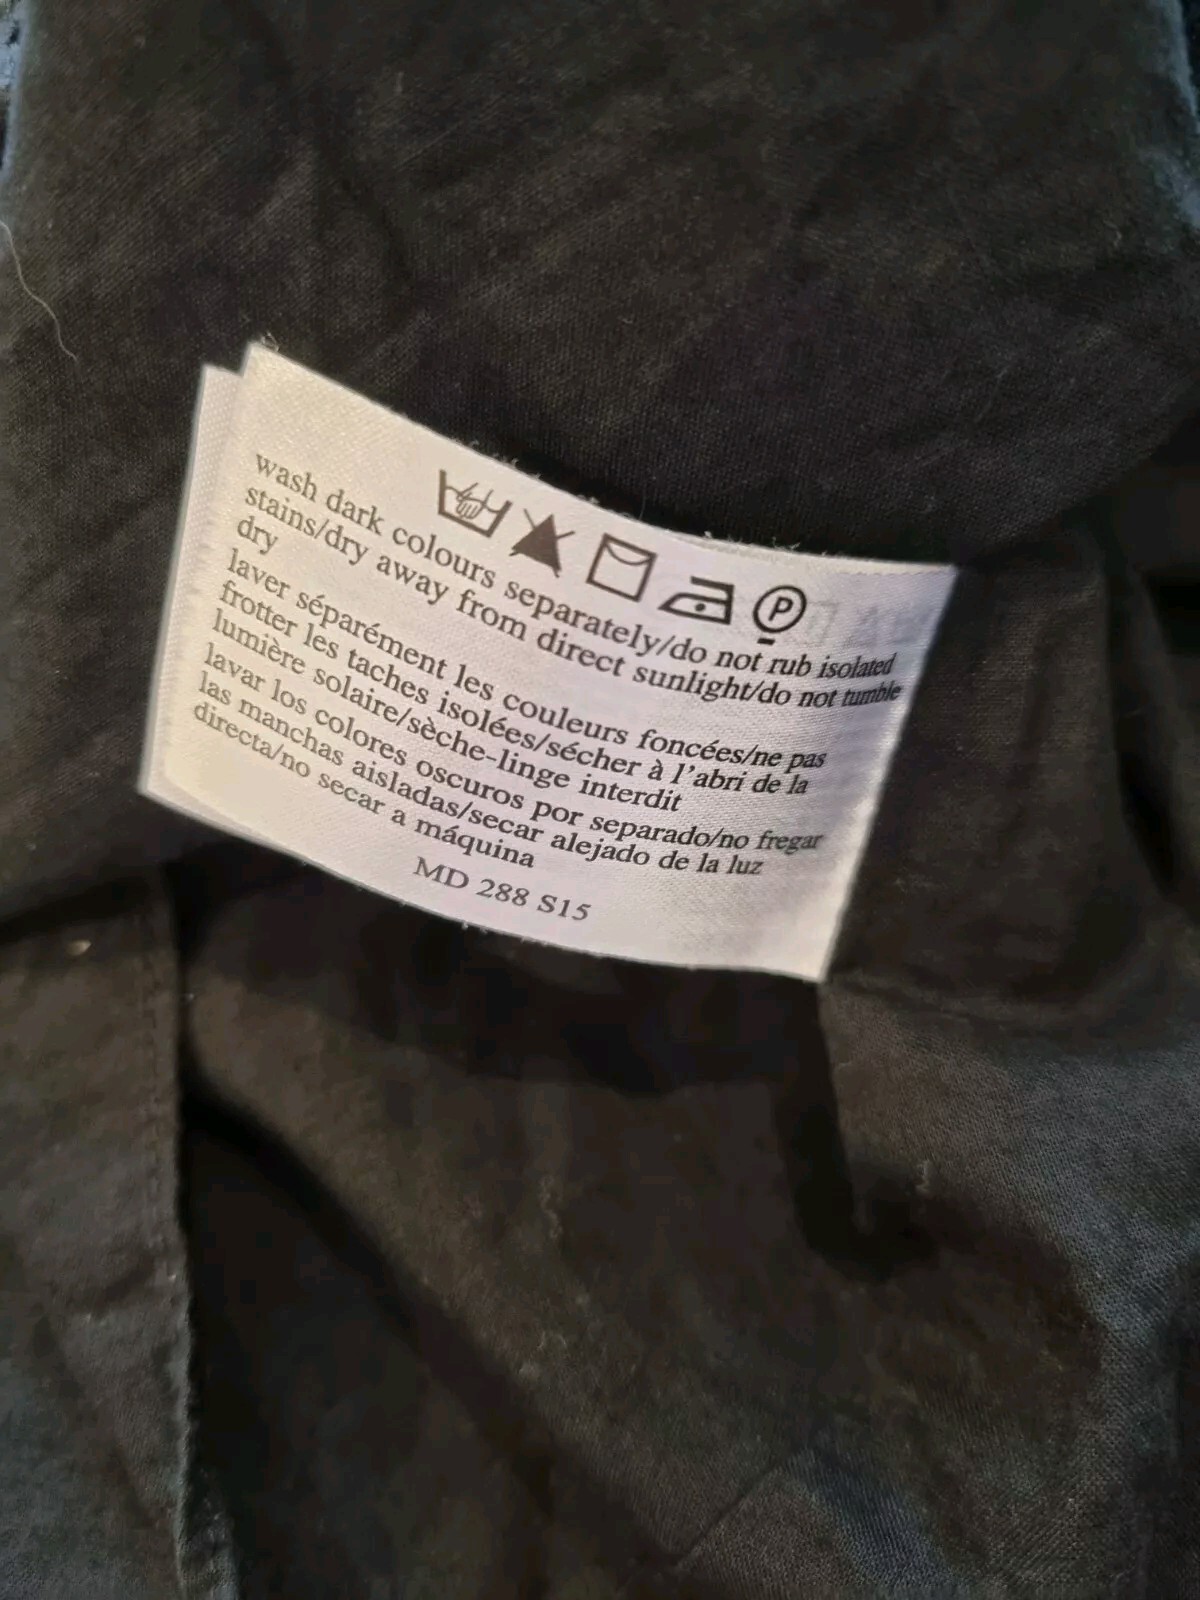 P
wash dark colours separately/do not rub isolated
stains/dry away from direct sunlight/do not tumble
dry
laver séparément les couleurs foncées/ne pas
frotter les taches isolées/sécher à l'abri de la
lumière solaire/sèche-linge interdit
lavar los colores oscuros por separado/no fregar
las manchas aisladas/secar alejado de la luz
directa/no secar a máquina
MD 288 S15